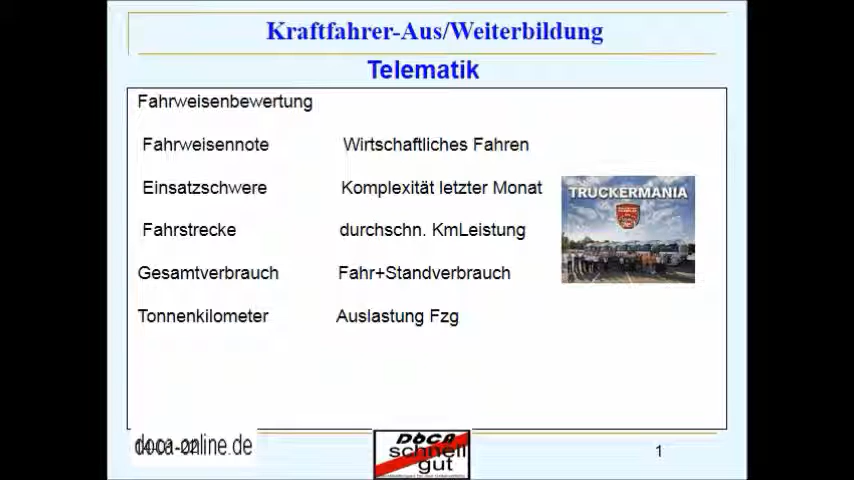 Kraftfahrer-Aus/Weiterbildung
Telematik
Fahrweisenbewertung
Fahrweisennote Wirtschaftliches Fahren
Einsatzschwere Komplexität letzter Monat
TRUCKERMANIA
Fahrstrecke durchschn. KmLeistung
Gesamtverbrauch Fahr+Standverbrauch
Tonnenkilometer Auslastung Fzg
doca-online.de
DoCA
schnell
gut
1